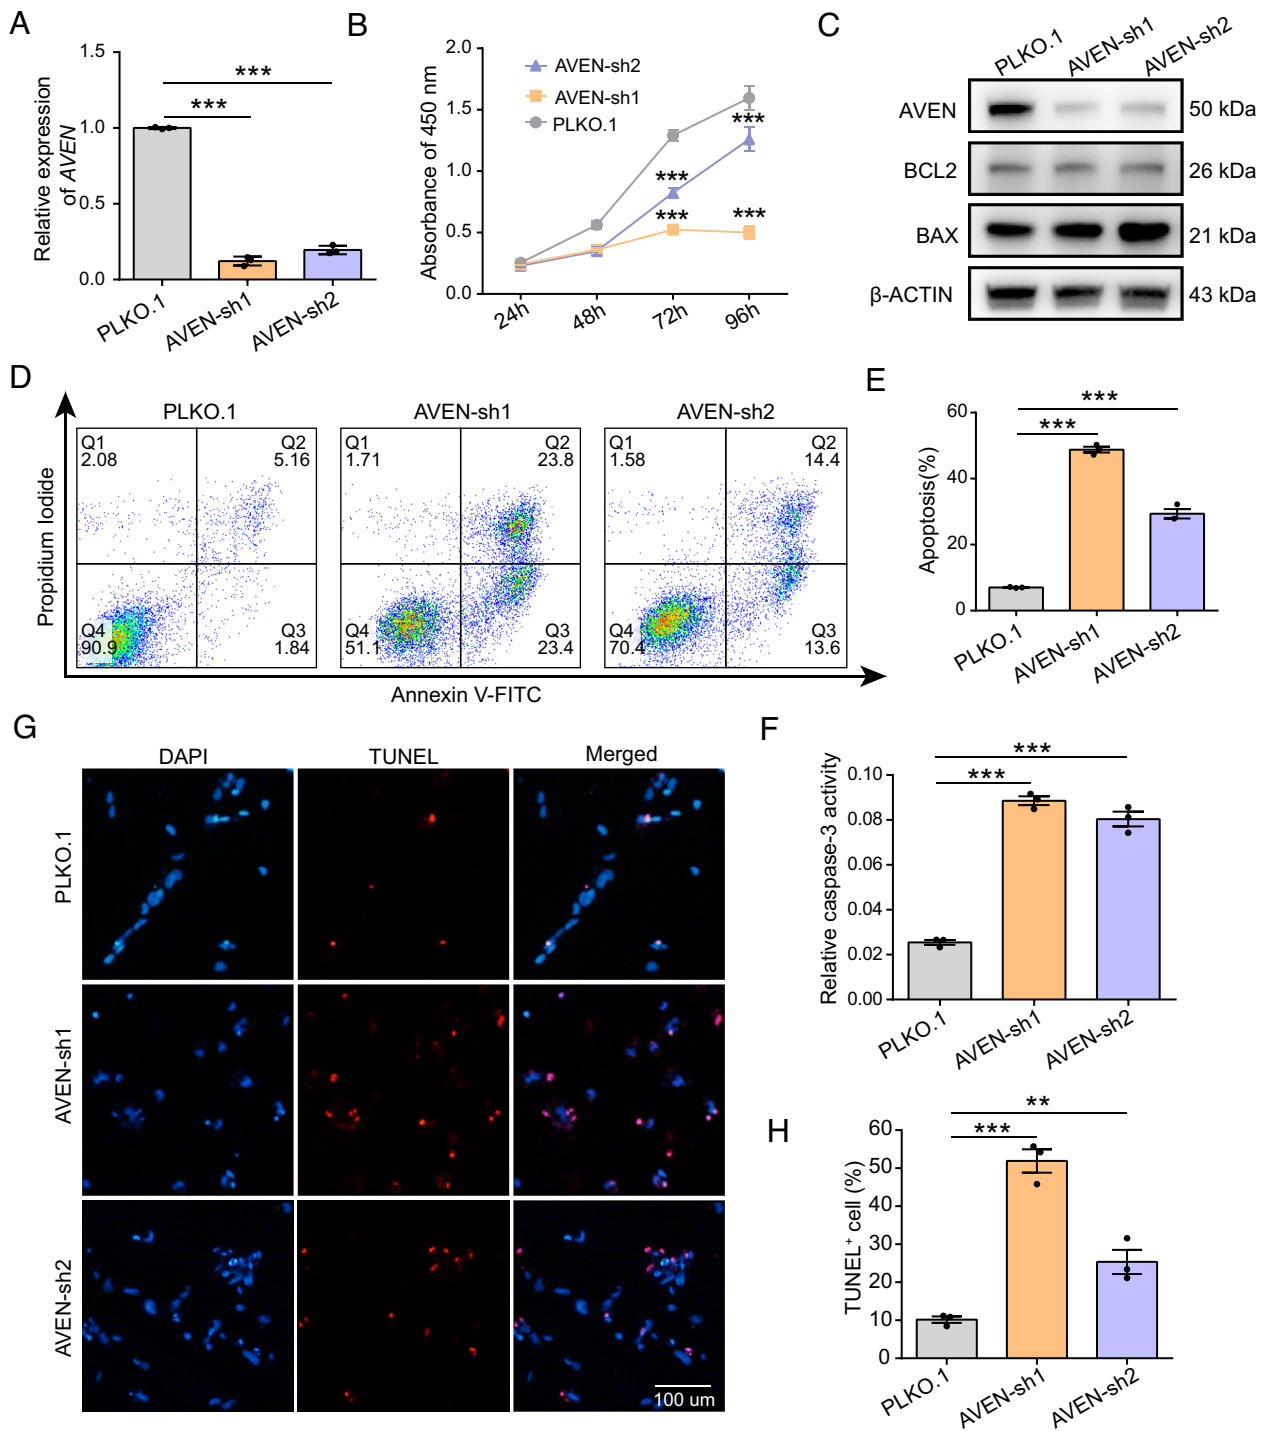 A
Relative expression
of AVEN
1.5
1.0
0.5
0.0
***
***
PLKO.1
AVEN-sh1
AVEN-sh2
B
Absorbance of 450 nm
2.0
1.5
1.0
0.5
0.0
AVEN-sh2
AVEN-sh1
PLKO.1
***
***
***
***
24h
48h
72h
96h
C
PLKO.1
AVEN-sh1
AVEN-sh2
AVEN
50 kDa
BCL2
26 kDa
BAX
21 kDa
β-ACTIN
43 kDa
D
Propidium Iodide
PLKO.1
Q1
2.08
Q2
5.16
Q4
90.9
Q3
1.84
AVEN-sh1
Q1
1.71
Q2
23.8
Q4
51.1
Q3
23.4
AVEN-sh2
Q1
1.58
Q2
14.4
Q4
70.4
Q3
13.6
Annexin V-FITC
E
Apoptosis(%)
60
40
20
0
***
***
PLKO.1
AVEN-sh1
AVEN-sh2
G
DAPI
TUNEL
Merged
PLKO.1
AVEN-sh1
AVEN-sh2
100 um
F
Relative caspase-3 activity
0.10
0.08
0.06
0.04
0.02
0.00
***
***
PLKO.1
AVEN-sh1
AVEN-sh2
H
TUNEL⁺ cell (%)
60
50
40
30
20
10
0
**
***
PLKO.1
AVEN-sh1
AVEN-sh2